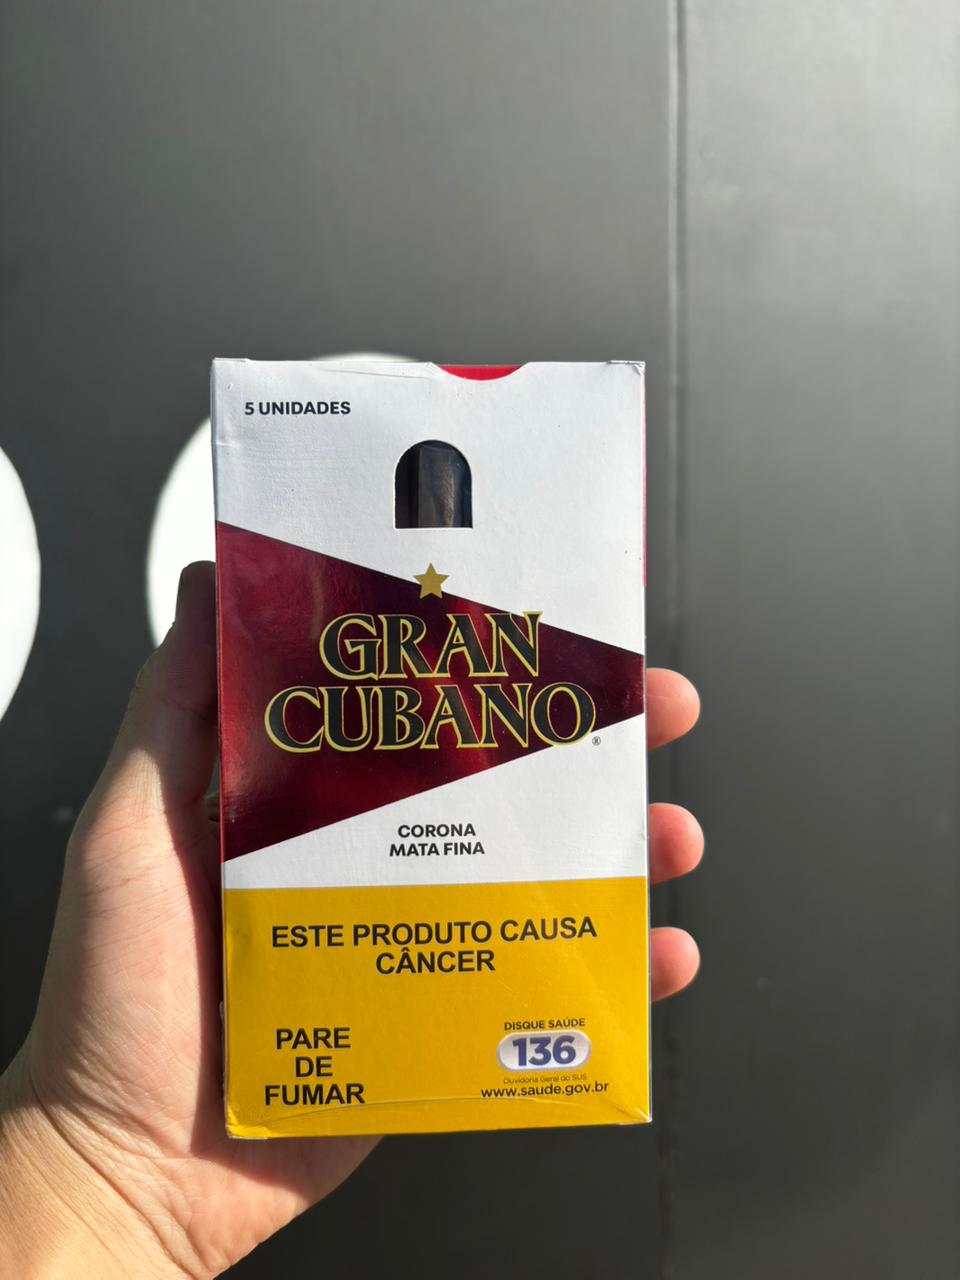 5 UNIDADES
GRAN
CUBANO®
CORONA
MATA FINA
ESTE PRODUTO CAUSA
CÂNCER
PARE
DE
FUMAR
DISQUE SAÚDE
136
Ouvidoria Geral do SUS
www.saude.gov.br